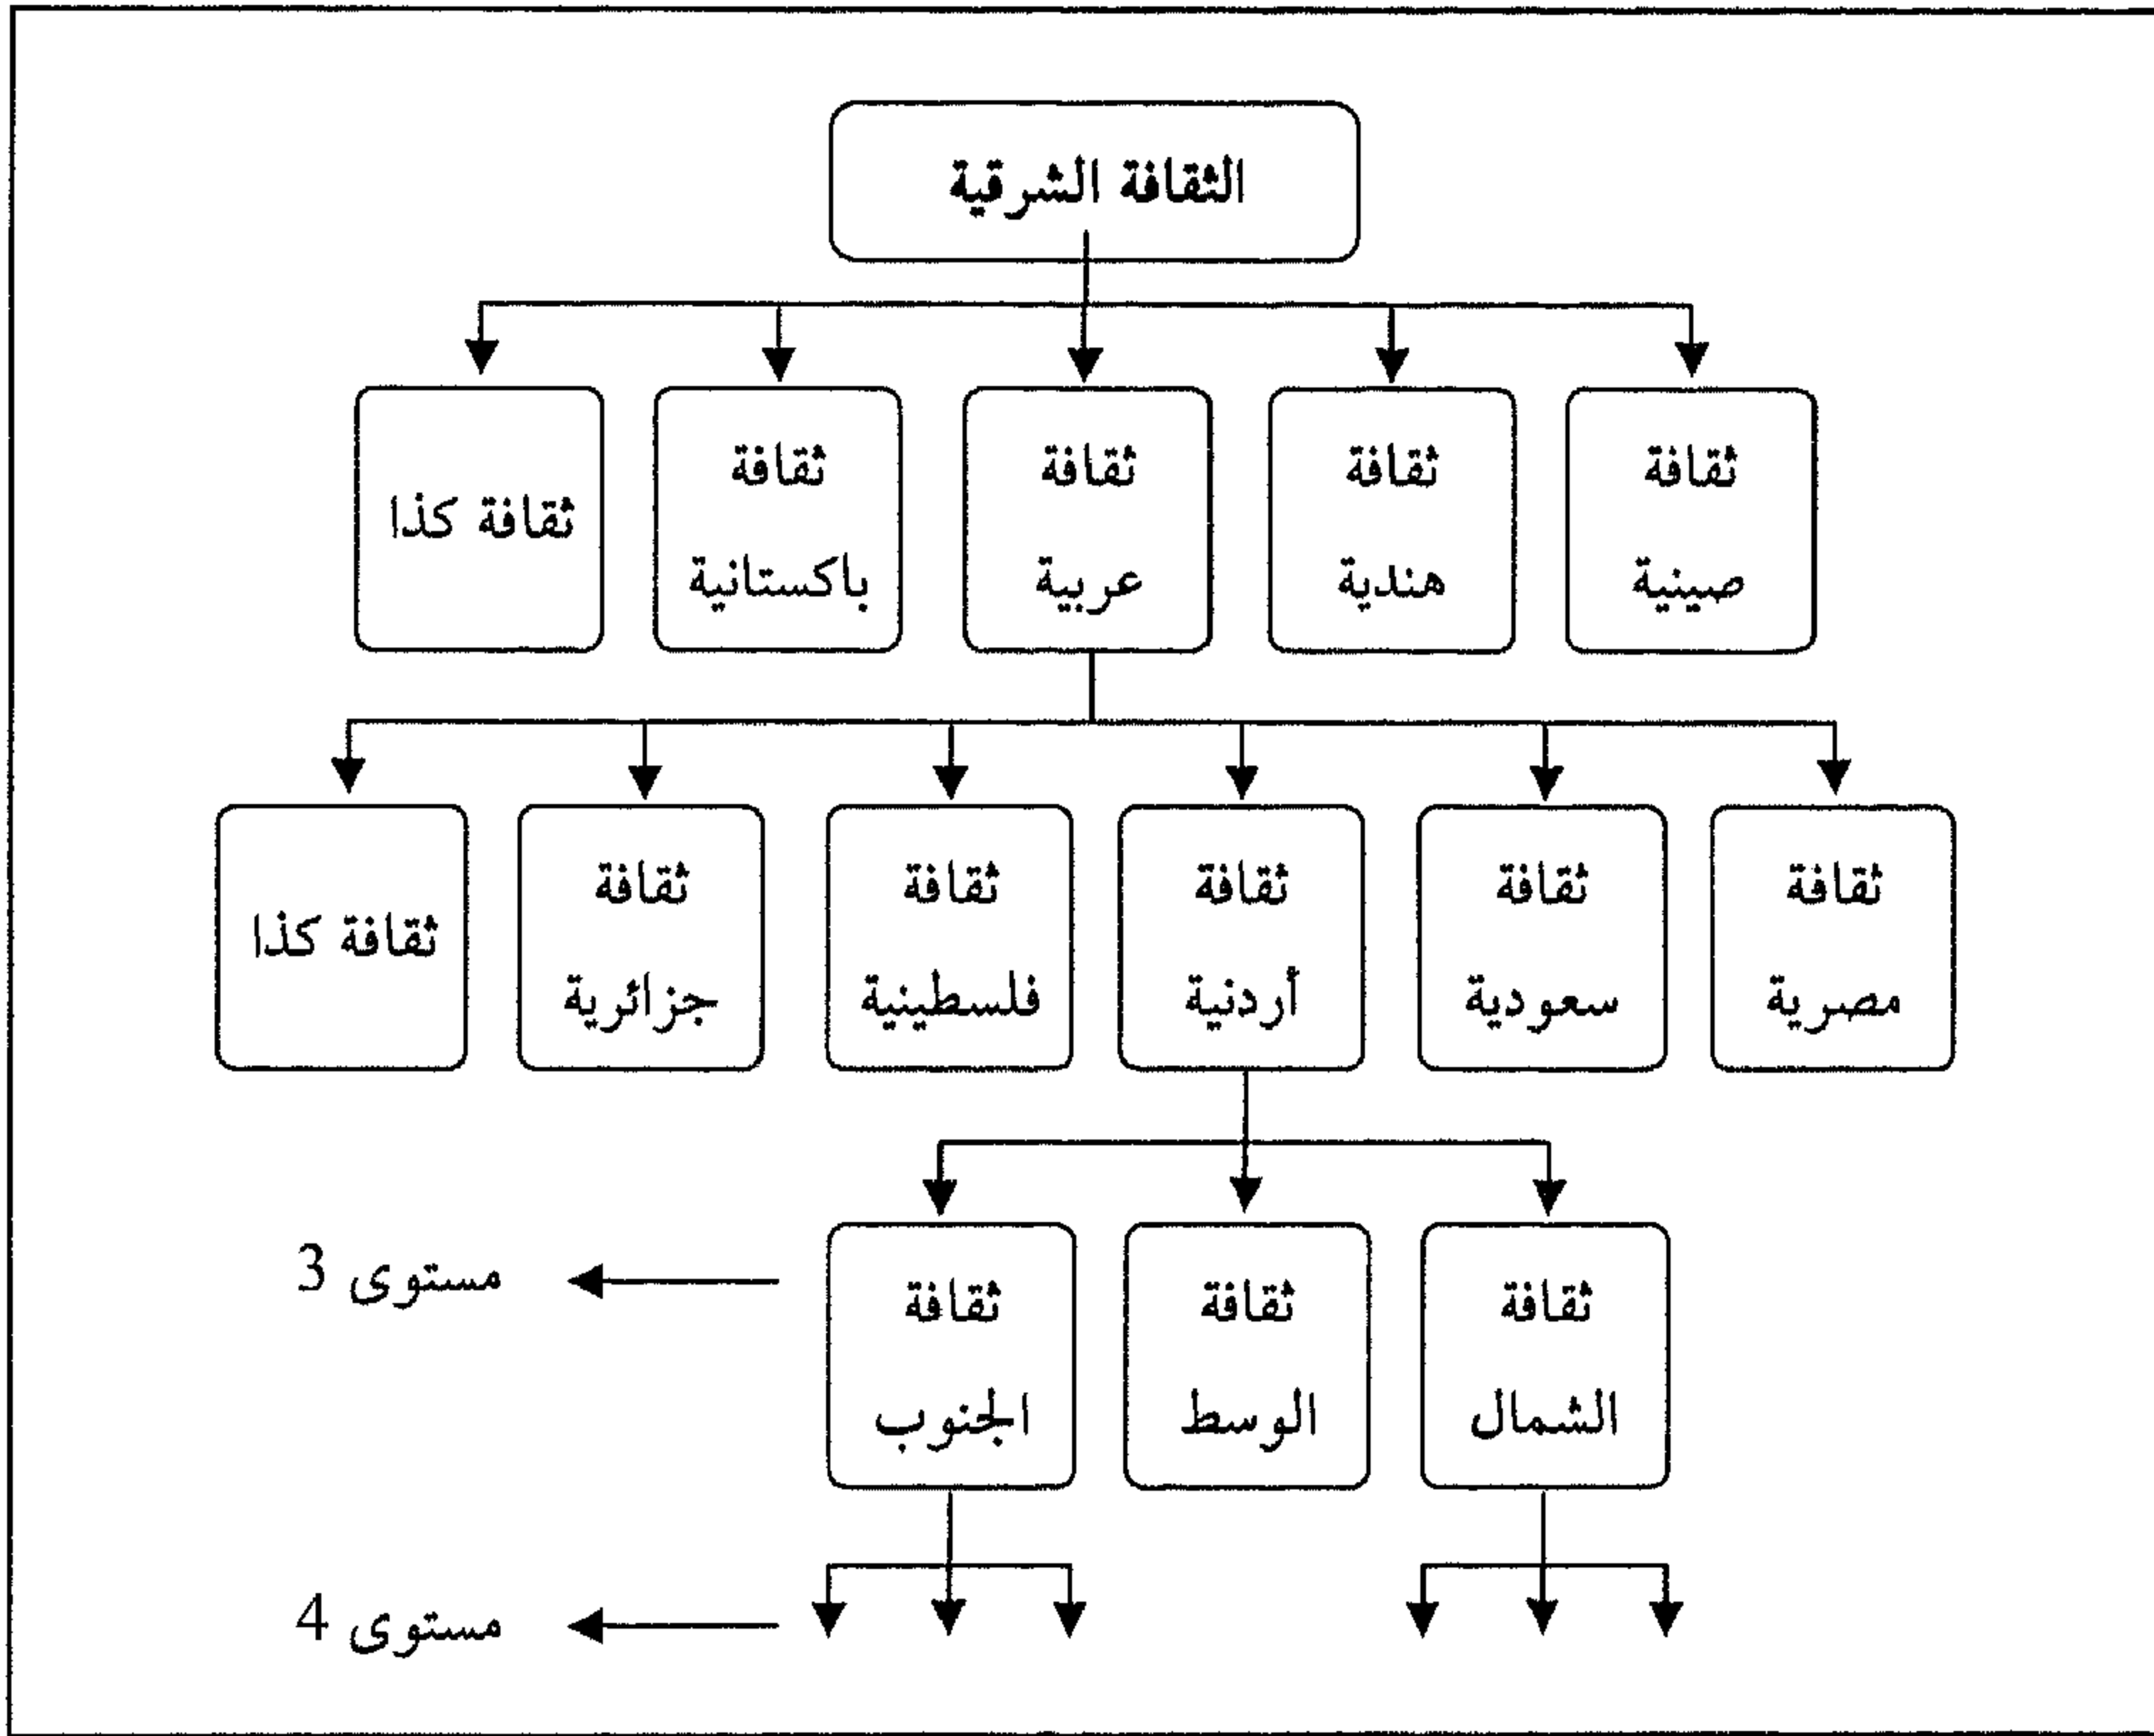 الثقافة الشرقية
ثقافة
صينية
ثقافة
هندية
ثقافة
عربية
ثقافة
باكستانية
ثقافة كذا
ثقافة
مصرية
ثقافة
سعودية
ثقافة
أردنية
ثقافة
فلسطينية
ثقافة
جزائرية
ثقافة كذا
ثقافة
الشمال
ثقافة
الوسط
ثقافة
الجنوب
مستوى 3
مستوى 4